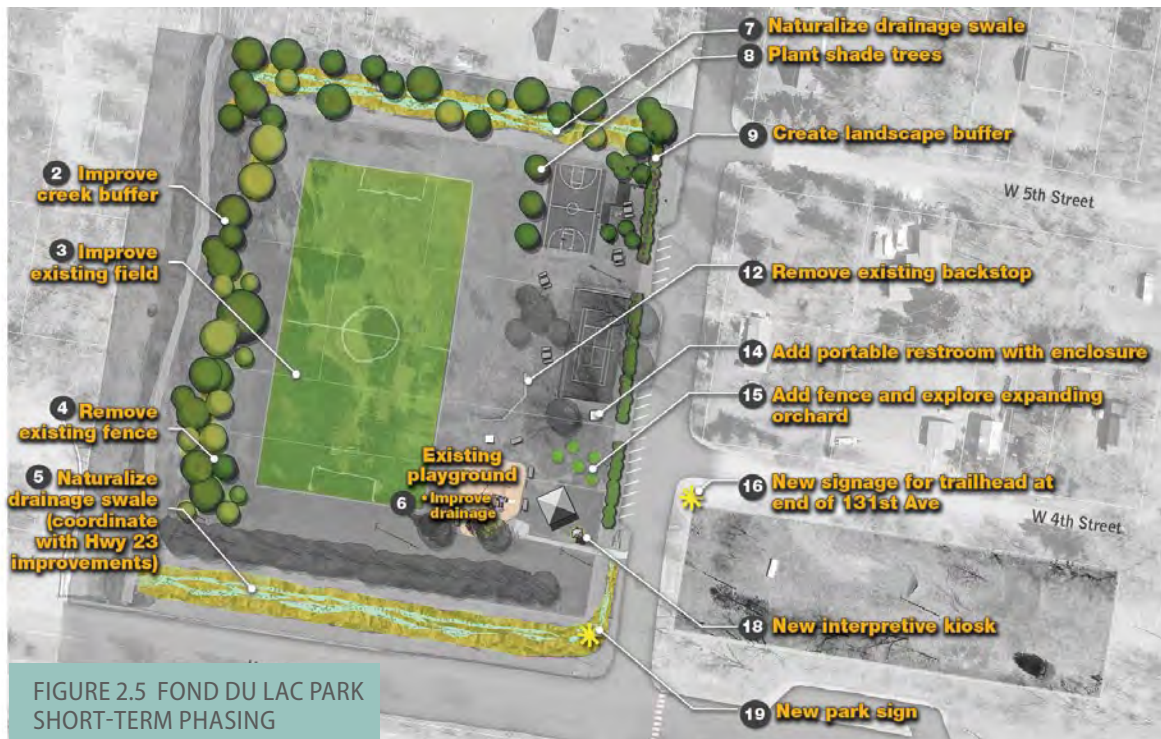 7 Naturalize drainage swale
8 Plant shade trees
9 Create landscape buffer
W 5th Street
2 Improve
creek buffer
3 Improve
existing field
12 Remove existing backstop
14 Add portable restroom with enclosure
15 Add fence and explore expanding
orchard
4 Remove
existing fence
5 Naturalize
drainage swale
(coordinate
with Hwy 23
improvements)
Existing
playground
6 • Improve
drainage
16 New signage for trailhead at
end of 131st Ave
W 4th Street
18 New interpretive kiosk
19 New park sign
FIGURE 2.5 FOND DU LAC PARK
SHORT-TERM PHASING